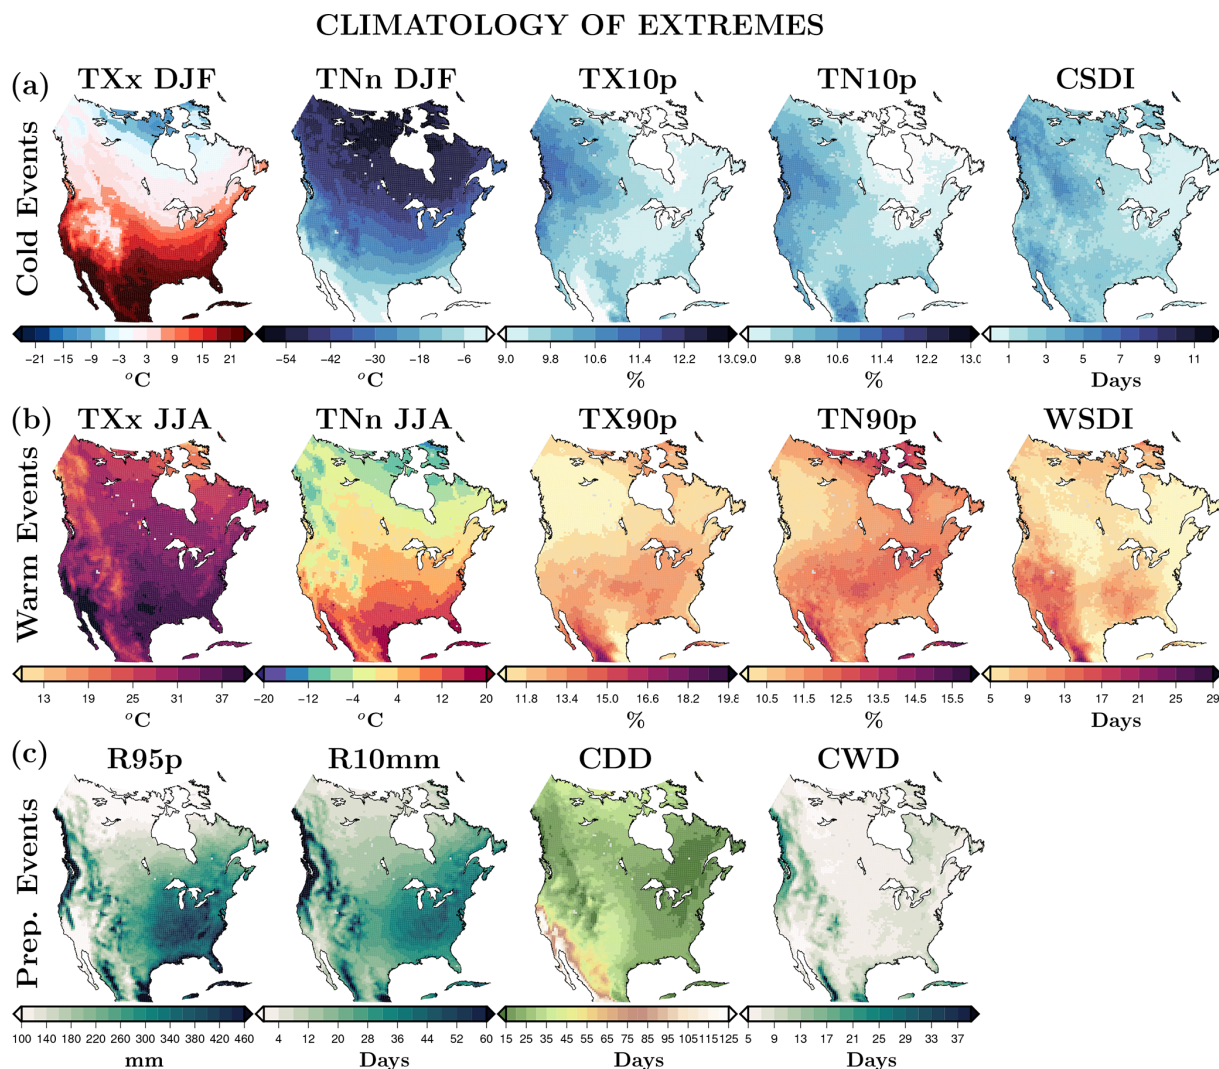 CLIMATOLOGY OF EXTREMES
(a)
Cold Events
TXx DJF
TNn DJF
TX10p
TN10p
CSDI
−21 −15 −9 −3 3 9 15 21
−54 −42 −30 −18 −6
9.0 9.8 10.6 11.4 12.2 13.0
9.0 9.8 10.6 11.4 12.2 13.0
1 3 5 7 9 11
°C
°C
%
%
Days
(b)
Warm Events
TXx JJA
TNn JJA
TX90p
TN90p
WSDI
13 19 25 31 37
−20 −12 −4 4 12 20
11.8 13.4 15.0 16.6 18.2 19.8
10.5 11.5 12.5 13.5 14.5 15.5
5 9 13 17 21 25 29
°C
°C
%
%
Days
(c)
Prep. Events
R95p
R10mm
CDD
CWD
100 140 180 220 260 300 340 380 420 460
4 12 20 28 36 44 52 60
15 25 35 45 55 65 75 85 95 105 115 125
5 9 13 17 21 25 29 33 37
mm
Days
Days
Days